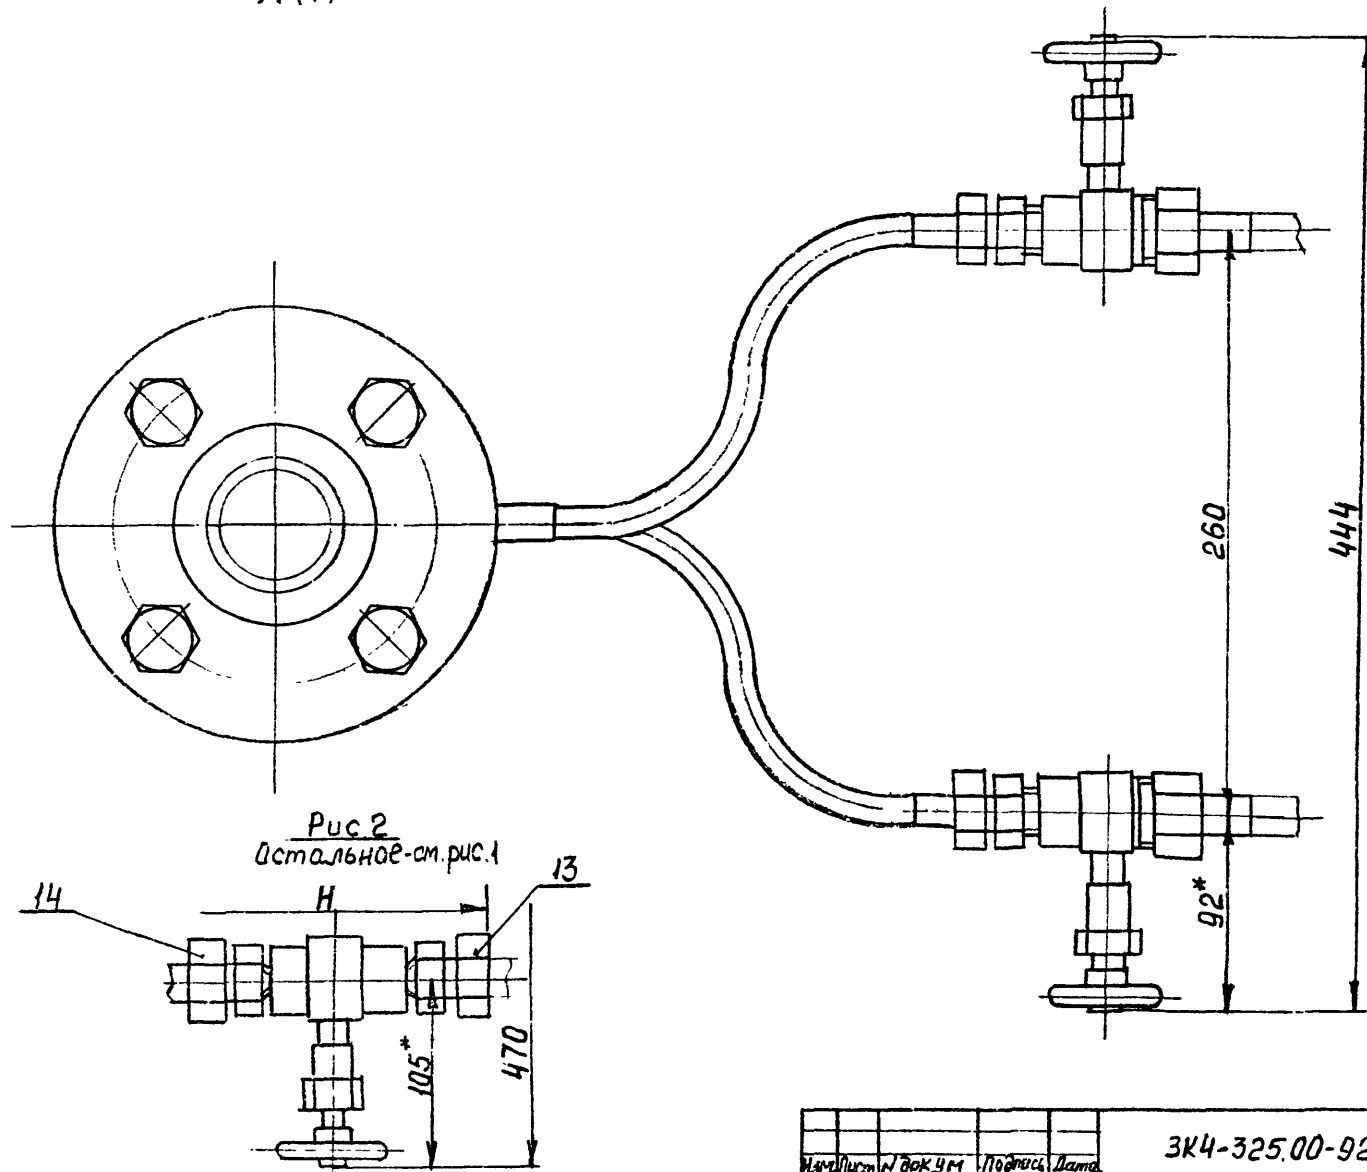 260
444
92*
Рис. 2
Остальное-см.рис.1
14
13
H
105*
470
Изм Лист № докум Подпись Дата
ЗК4-325.00-92